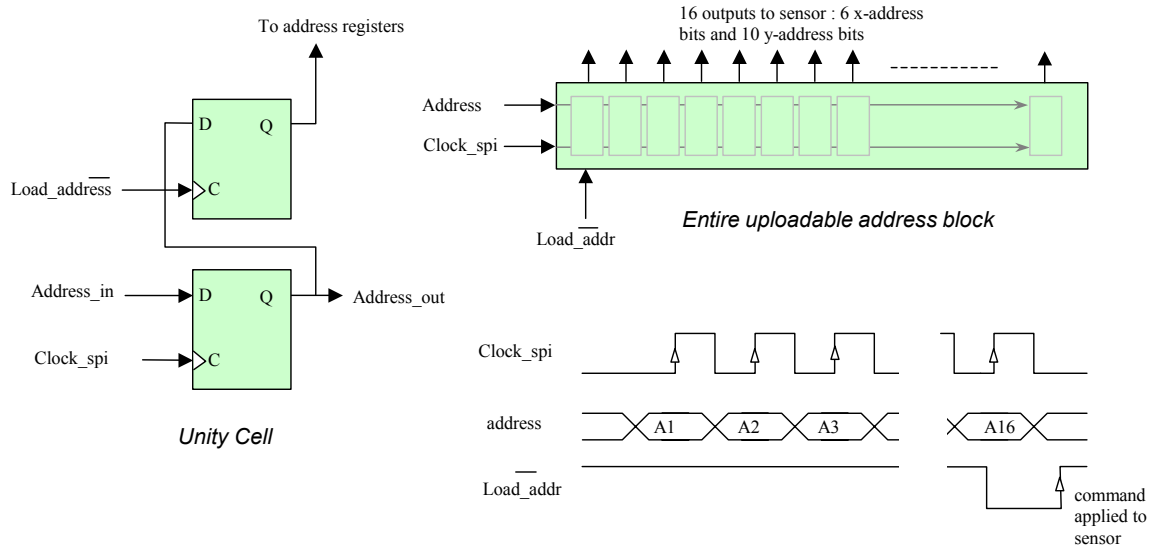 To address registers
D Q
Load_address
C
Address_in
D Q
Address_out
Clock_spi
C
Unity Cell
16 outputs to sensor : 6 x-address
bits and 10 y-address bits
Address
Clock_spi
Load_addr
Entire uploadable address block
Clock_spi
address
A1 A2 A3 A16
Load_addr
command
applied to
sensor